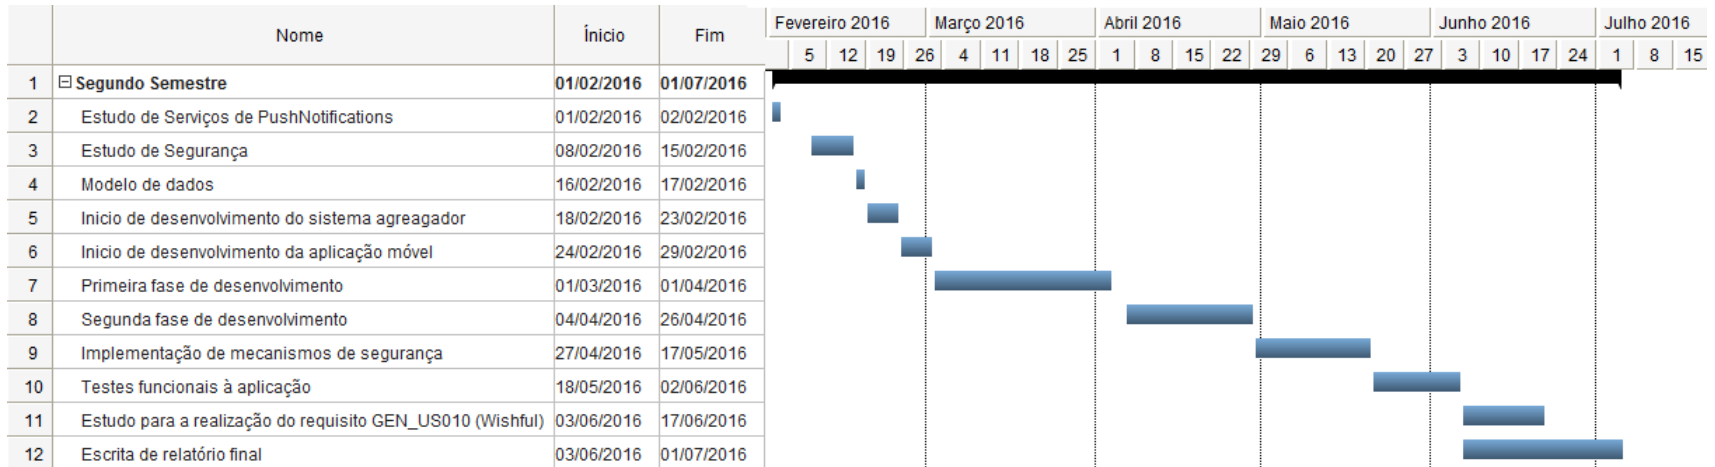 Nome Ínicio Fim Fevereiro 2016 Março 2016 Abril 2016 Maio 2016 Junho 2016 Julho 2016
5 12 19 26 4 11 18 25 1 8 15 22 29 6 13 20 27 3 10 17 24 1 8 15
1 Segundo Semestre 01/02/2016 01/07/2016
2 Estudo de Serviços de PushNotifications 01/02/2016 02/02/2016
3 Estudo de Segurança 08/02/2016 15/02/2016
4 Modelo de dados 16/02/2016 17/02/2016
5 Inicio de desenvolvimento do sistema agreagador 18/02/2016 23/02/2016
6 Inicio de desenvolvimento da aplicação móvel 24/02/2016 29/02/2016
7 Primeira fase de desenvolvimento 01/03/2016 01/04/2016
8 Segunda fase de desenvolvimento 04/04/2016 26/04/2016
9 Implementação de mecanismos de segurança 27/04/2016 17/05/2016
10 Testes funcionais à aplicação 18/05/2016 02/06/2016
11 Estudo para a realização do requisito GEN_US010 (Wishful) 03/06/2016 17/06/2016
12 Escrita de relatório final 03/06/2016 01/07/2016